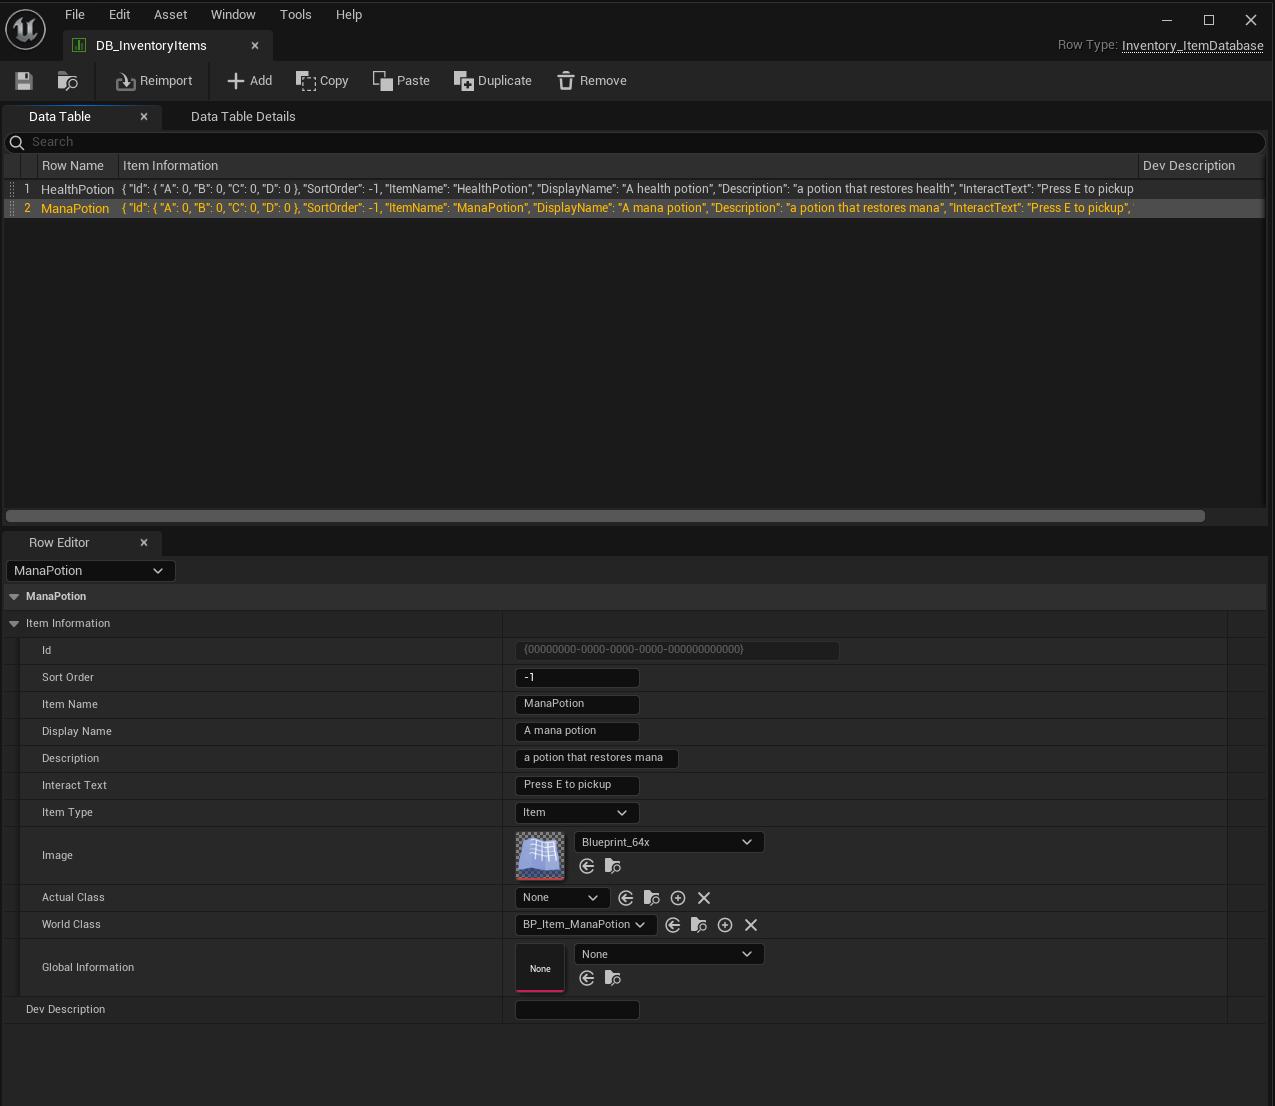 File Edit Asset Window Tools Help
DB_InventoryItems
Row Type: Inventory_ItemDatabase
Reimport Add Copy Paste Duplicate Remove
Data Table Data Table Details
Search
Row Name Item Information Dev Description
1 HealthPotion { "Id": { "A": 0, "B": 0, "C": 0, "D": 0 }, "SortOrder": -1, "ItemName": "HealthPotion", "DisplayName": "A health potion", "Description": "a potion that restores health", "InteractText": "Press E to pickup
2 ManaPotion { "Id": { "A": 0, "B": 0, "C": 0, "D": 0 }, "SortOrder": -1, "ItemName": "ManaPotion", "DisplayName": "A mana potion", "Description": "a potion that restores mana", "InteractText": "Press E to pickup",
Row Editor
ManaPotion
ManaPotion
Item Information
Id {00000000-0000-0000-0000-000000000000}
Sort Order -1
Item Name ManaPotion
Display Name A mana potion
Description a potion that restores mana
Interact Text Press E to pickup
Item Type Item
Image Blueprint_64x
Actual Class None
World Class BP_Item_ManaPotion
Global Information None None
Dev Description